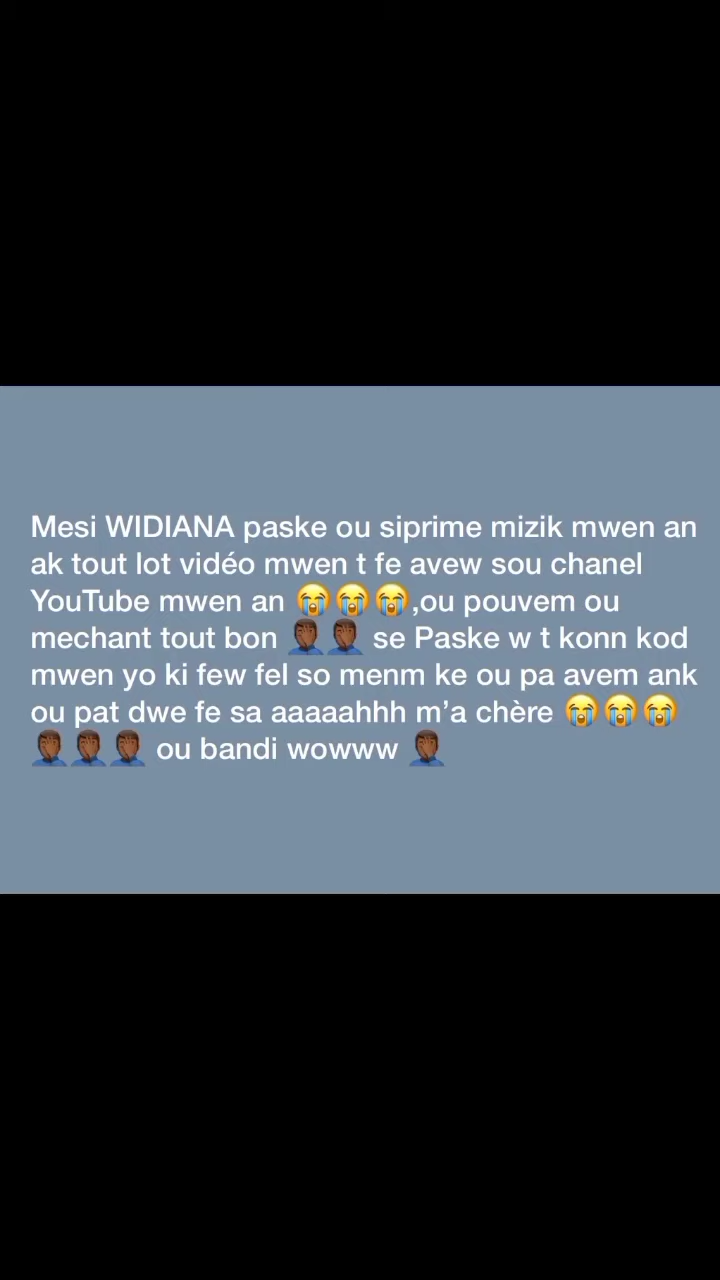 Mesi WIDIANA paske ou siprime mizik mwen an
ak tout lot vidéo mwen t fe avew sou chanel
YouTube mwen an 😭😭😭,ou pouvem ou
mechant tout bon 🤦🏾‍♂️🤦🏾‍♂️ se Paske w t konn kod
mwen yo ki few fel so menm ke ou pa avem ank
ou pat dwe fe sa aaaaahhh m’a chère 😭😭😭
🤦🏾‍♂️🤦🏾‍♂️🤦🏾‍♂️ ou bandi wowww 🤦🏾‍♂️